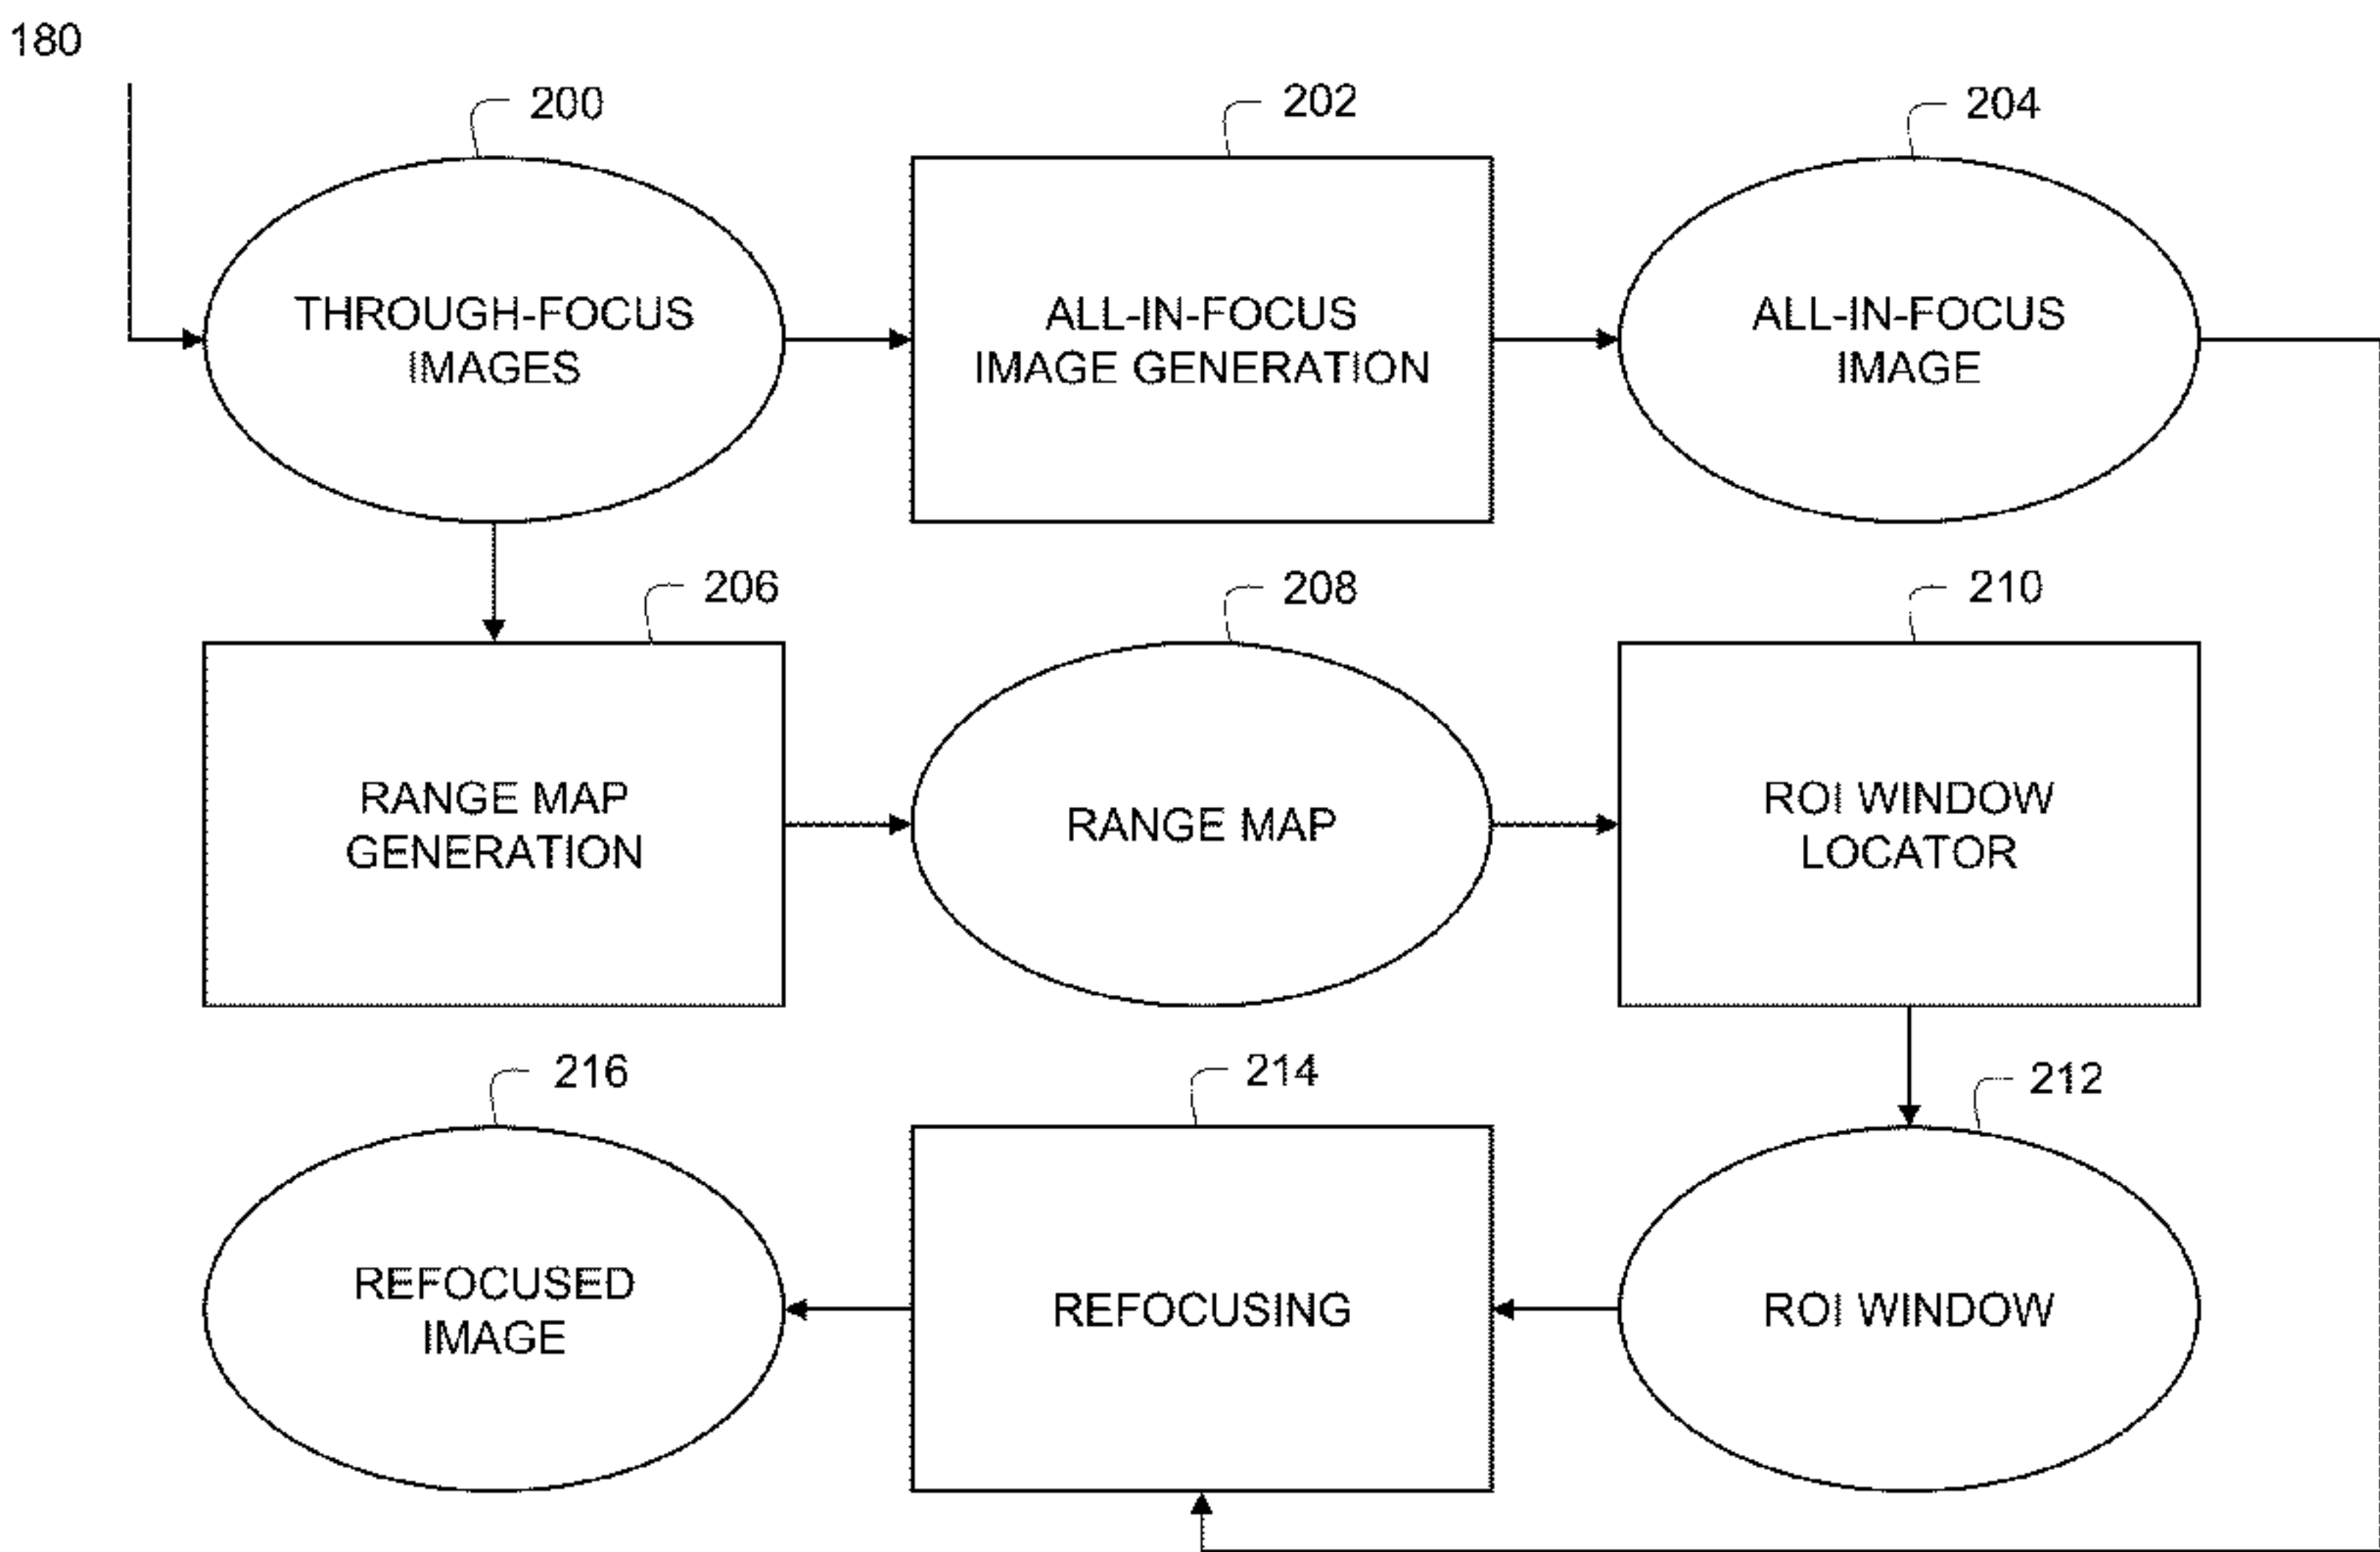 180
200
202
204
THROUGH-FOCUS
IMAGES
ALL-IN-FOCUS
IMAGE GENERATION
ALL-IN-FOCUS
IMAGE
206
208
210
RANGE MAP
GENERATION
RANGE MAP
ROI WINDOW
LOCATOR
216
214
212
REFOCUSED
IMAGE
REFOCUSING
ROI WINDOW